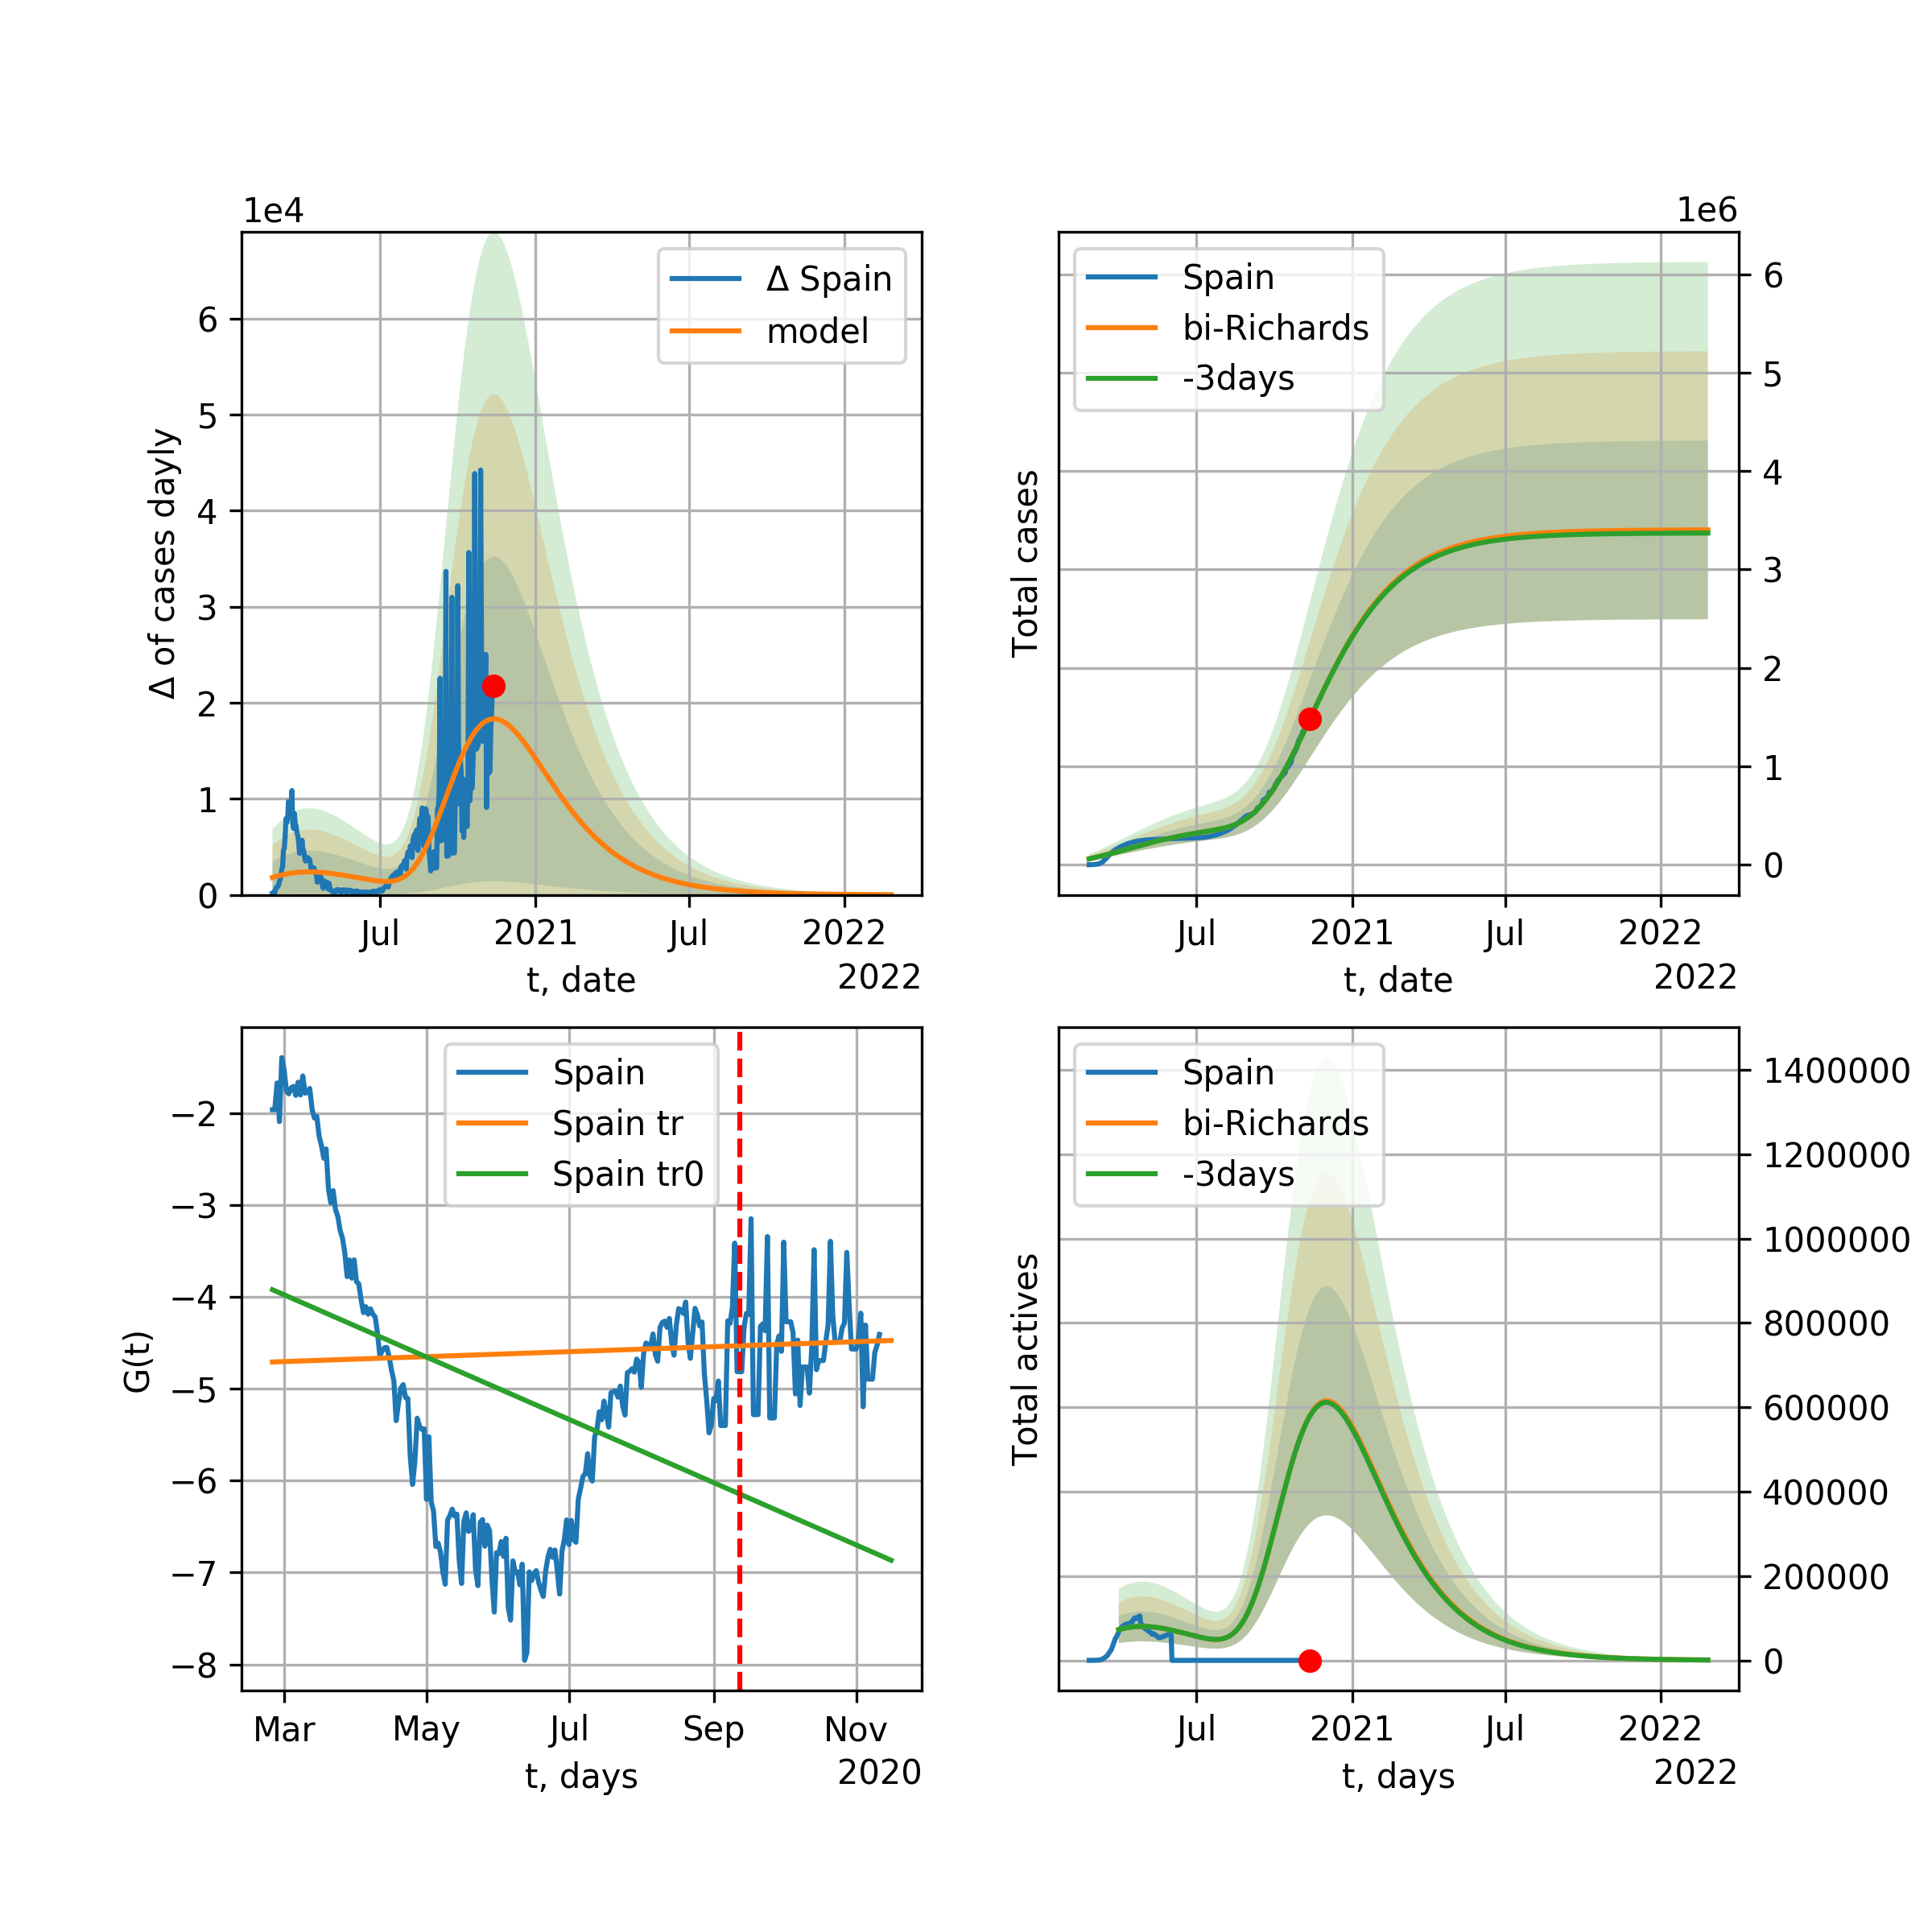 1e4
Δ of cases dayly
6
5
4
3
2
1
0
Δ Spain
model
Jul
2021
Jul
2022
t, date
2022
1e6
Total cases
Spain
bi-Richards
-3days
6
5
4
3
2
1
0
Jul
2021
Jul
2022
t, date
2022
G(t)
−2
−3
−4
−5
−6
−7
−8
Spain
Spain tr
Spain tr0
Mar
May
Jul
Sep
Nov
t, days
2020
Total actives
Spain
bi-Richards
-3days
1400000
1200000
1000000
800000
600000
400000
200000
0
Jul
2021
Jul
2022
t, days
2022